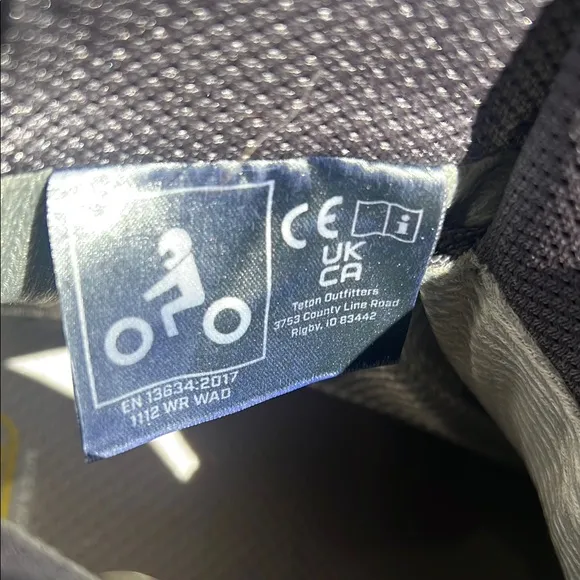 CE i
UK
CA
Teton Outfitters
3753 County Line Road
Rigby, ID 83442
EN 13634:2017
1112 WR WAD